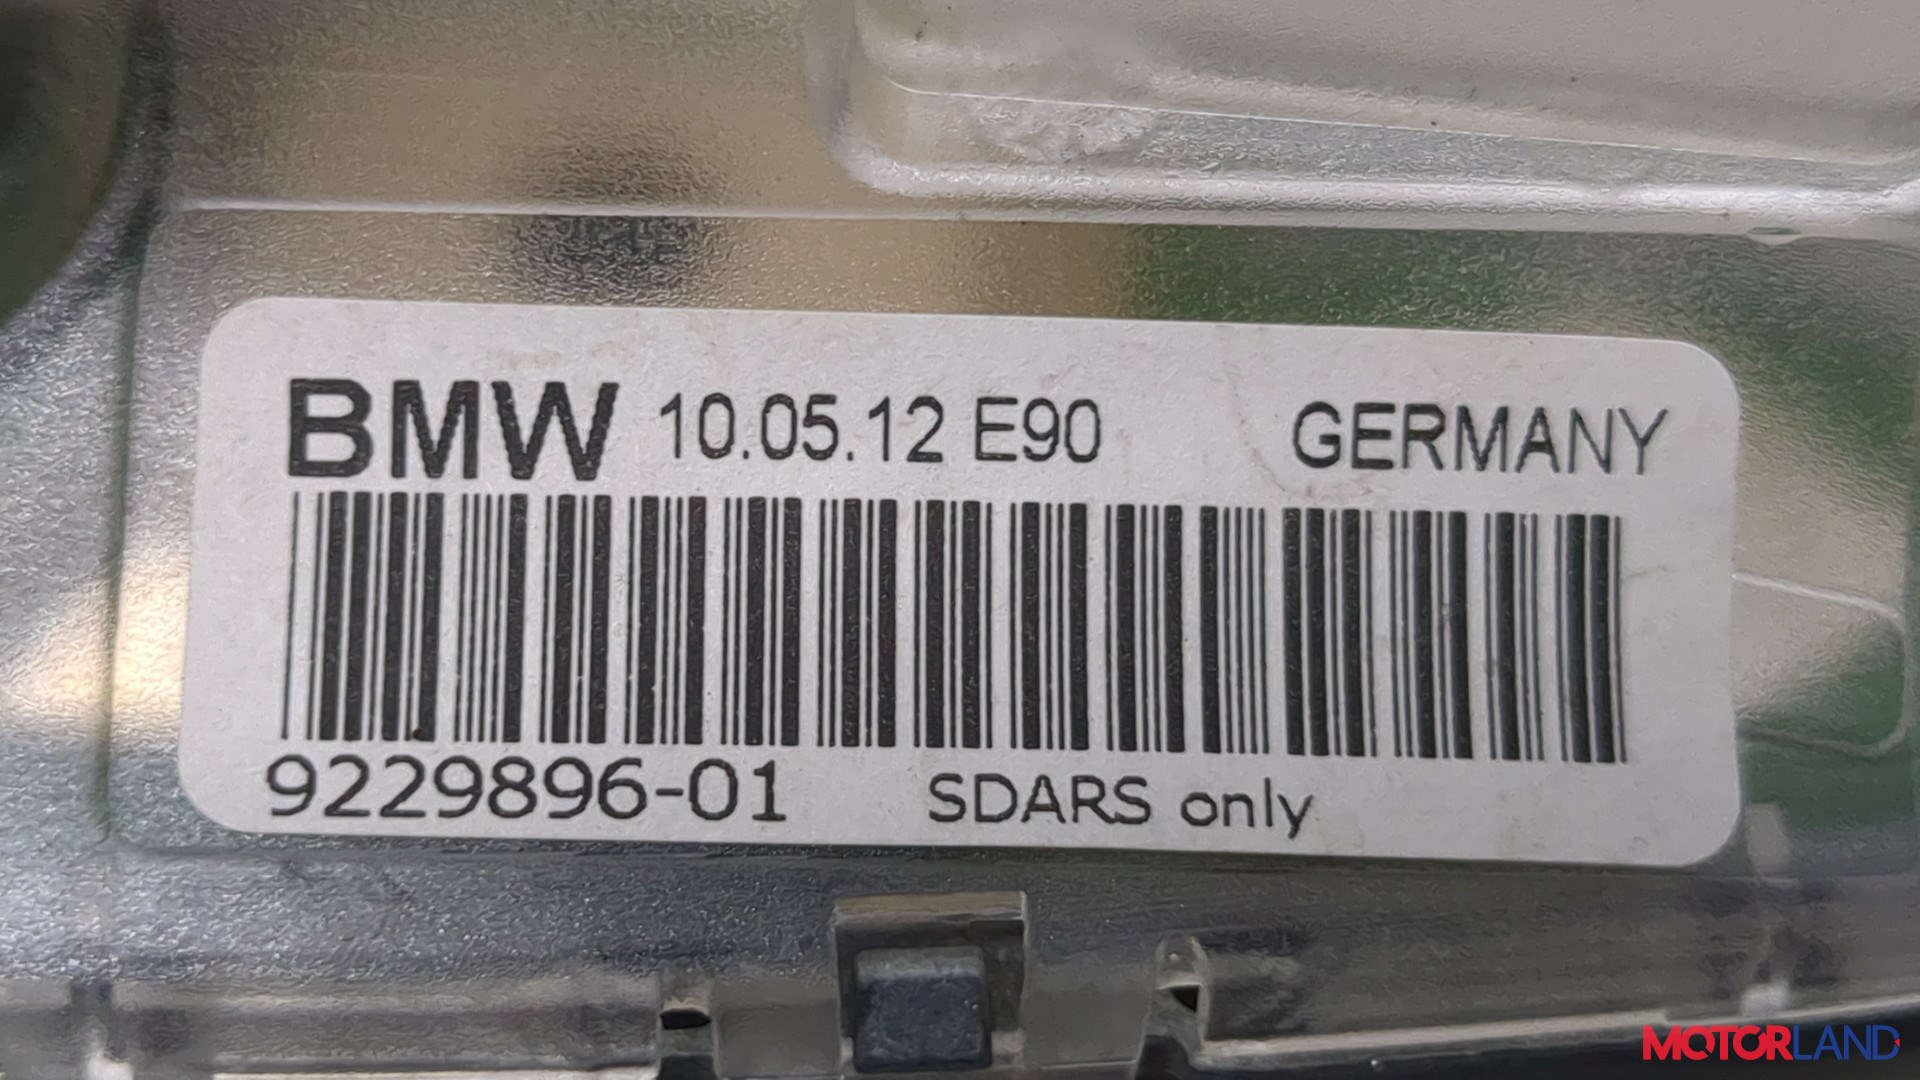 BMW 10.05.12 E90 GERMANY
9229896-01 SDARS only
MOTORLAND